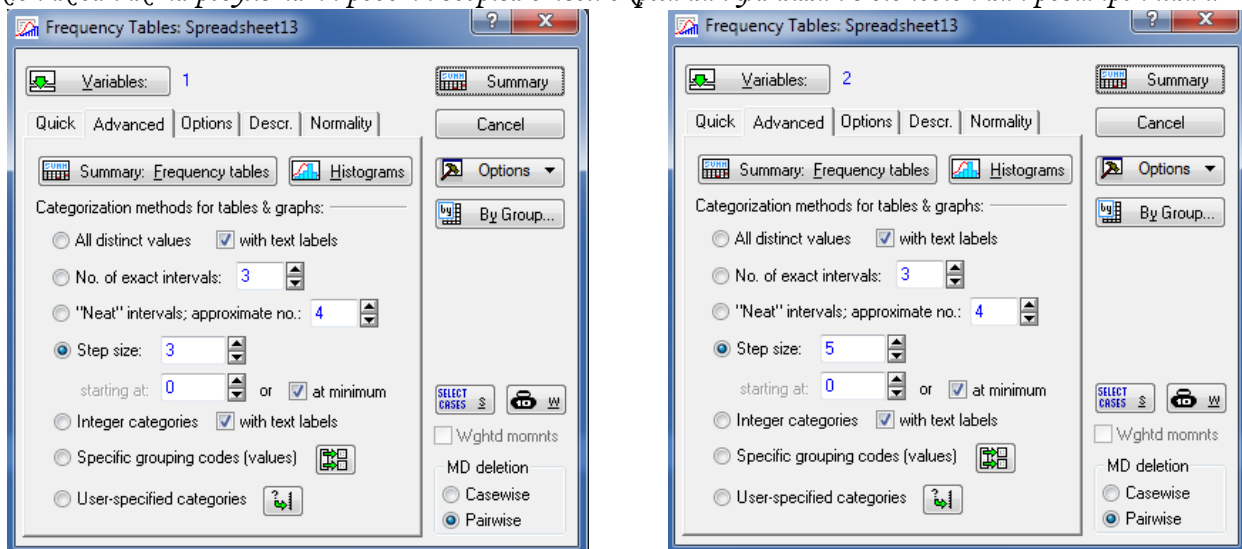 Frequency Tables: Spreadsheet13
Variables: 1
Summary
Quick Advanced Options Descr. Normality
Cancel
Summary: Frequency tables Histograms
Options
Categorization methods for tables & graphs:
By Group...
All distinct values with text labels
No. of exact intervals: 3
"Neat" intervals; approximate no.: 4
Step size: 3
starting at: 0 or at minimum
SELECT CASES S W
Integer categories with text labels
Wghtd momnts
Specific grouping codes (values)
MD deletion
User-specified categories
Casewise
Pairwise
Frequency Tables: Spreadsheet13
Variables: 2
Summary
Quick Advanced Options Descr. Normality
Cancel
Summary: Frequency tables Histograms
Options
Categorization methods for tables & graphs:
By Group...
All distinct values with text labels
No. of exact intervals: 3
"Neat" intervals; approximate no.: 4
Step size: 5
starting at: 0 or at minimum
SELECT CASES S W
Integer categories with text labels
Wghtd momnts
Specific grouping codes (values)
MD deletion
User-specified categories
Casewise
Pairwise